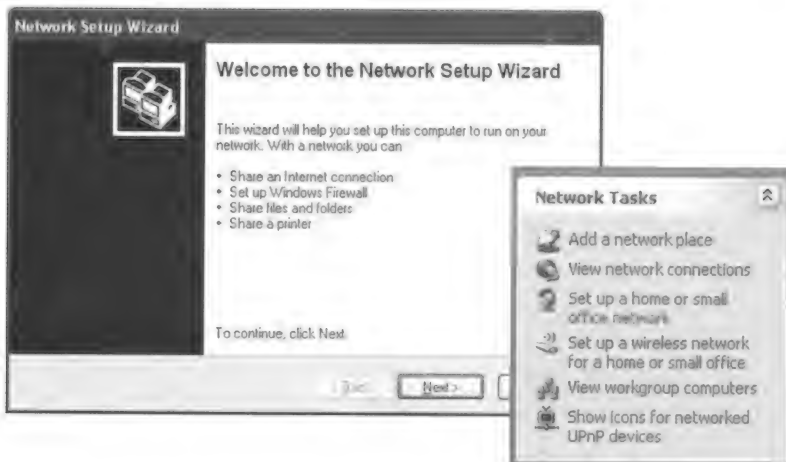 Network Setup Wizard
Welcome to the Network Setup Wizard
This wizard will help you set up this computer to run on your
network. With a network you can
• Share an Internet connection
• Set up Windows Firewall
• Share files and folders
• Share a printer
To continue, click Next.
Next >
Network Tasks
Add a network place
View network connections
Set up a home or small
office network
Set up a wireless network
for a home or small office
View workgroup computers
Show icons for networked
UPnP devices